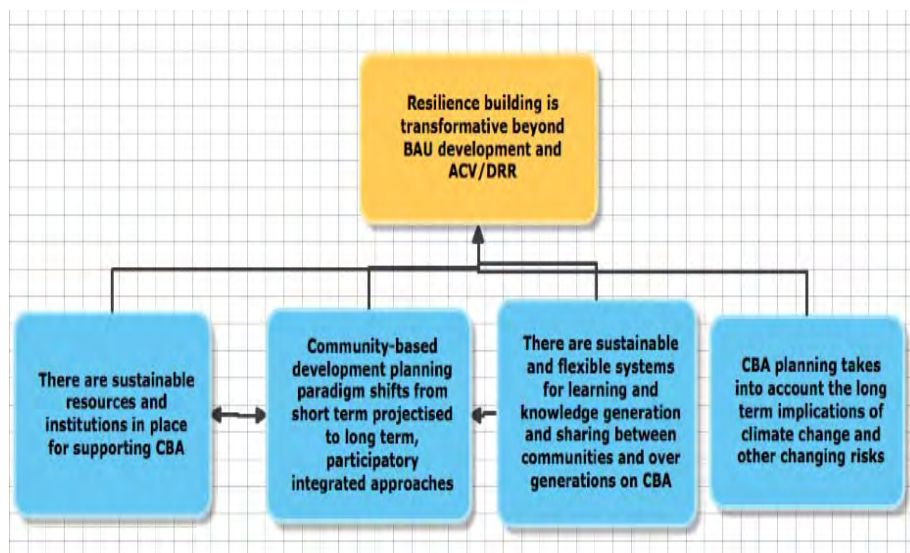 Resilience building is
transformative beyond
BAU development and
ACV/DRR
There are sustainable
resources and
institutions in place
for supporting CBA
Community-based
development planning
paradigm shifts from
short term projectised
to long term,
participatory
integrated approaches
There are sustainable
and flexible systems
for learning and
knowledge generation
and sharing between
communities and over
generations on CBA
CBA planning takes
into account the long
term implications of
climate change and
other changing risks